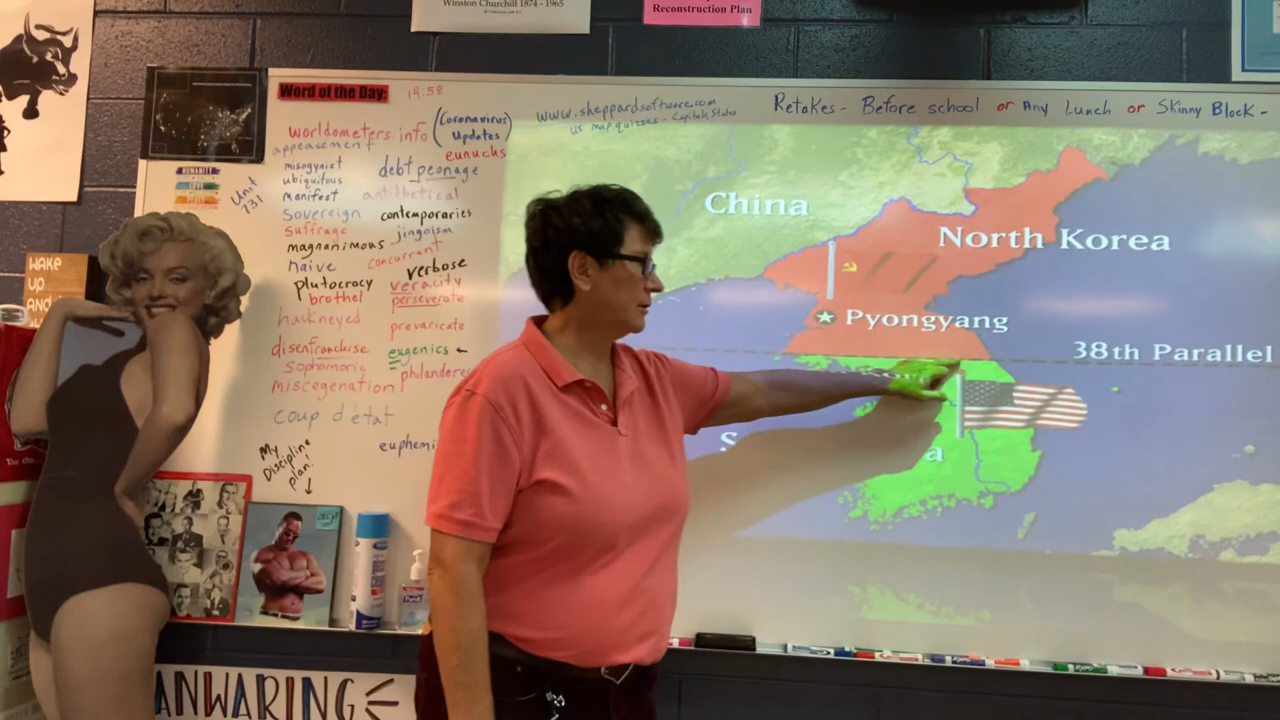 Winston Churchill 1874 - 1965
Reconstruction Plan
Word of the Day:
19:58
www.sheppardsoftware.com
us map quizzes - Capitals, States
Retakes - Before school or Any Lunch or Skinny Block -
worldometers.info (Coronavirus
Updates)
appeasement
eunuchs
misogynist
debt peonage
ubiquitous
manifest
antithetical
Unit
731
HUMANITY
sovereign
contemporaries
suffrage
jingoism
magnanimous
concurrent
naive
verbose
plutocracy
veracity
brothel
perseverate
hackneyed
prevaricate
disenfranchise
eugenics ←
sophomoric
philanderer
miscegenation
coup d'état
euphemi
My
Discipline
plan!
↓
WAKE
UP
AND
China
North Korea
Pyongyang
38th Parallel
S
a
Purell
ANWARING